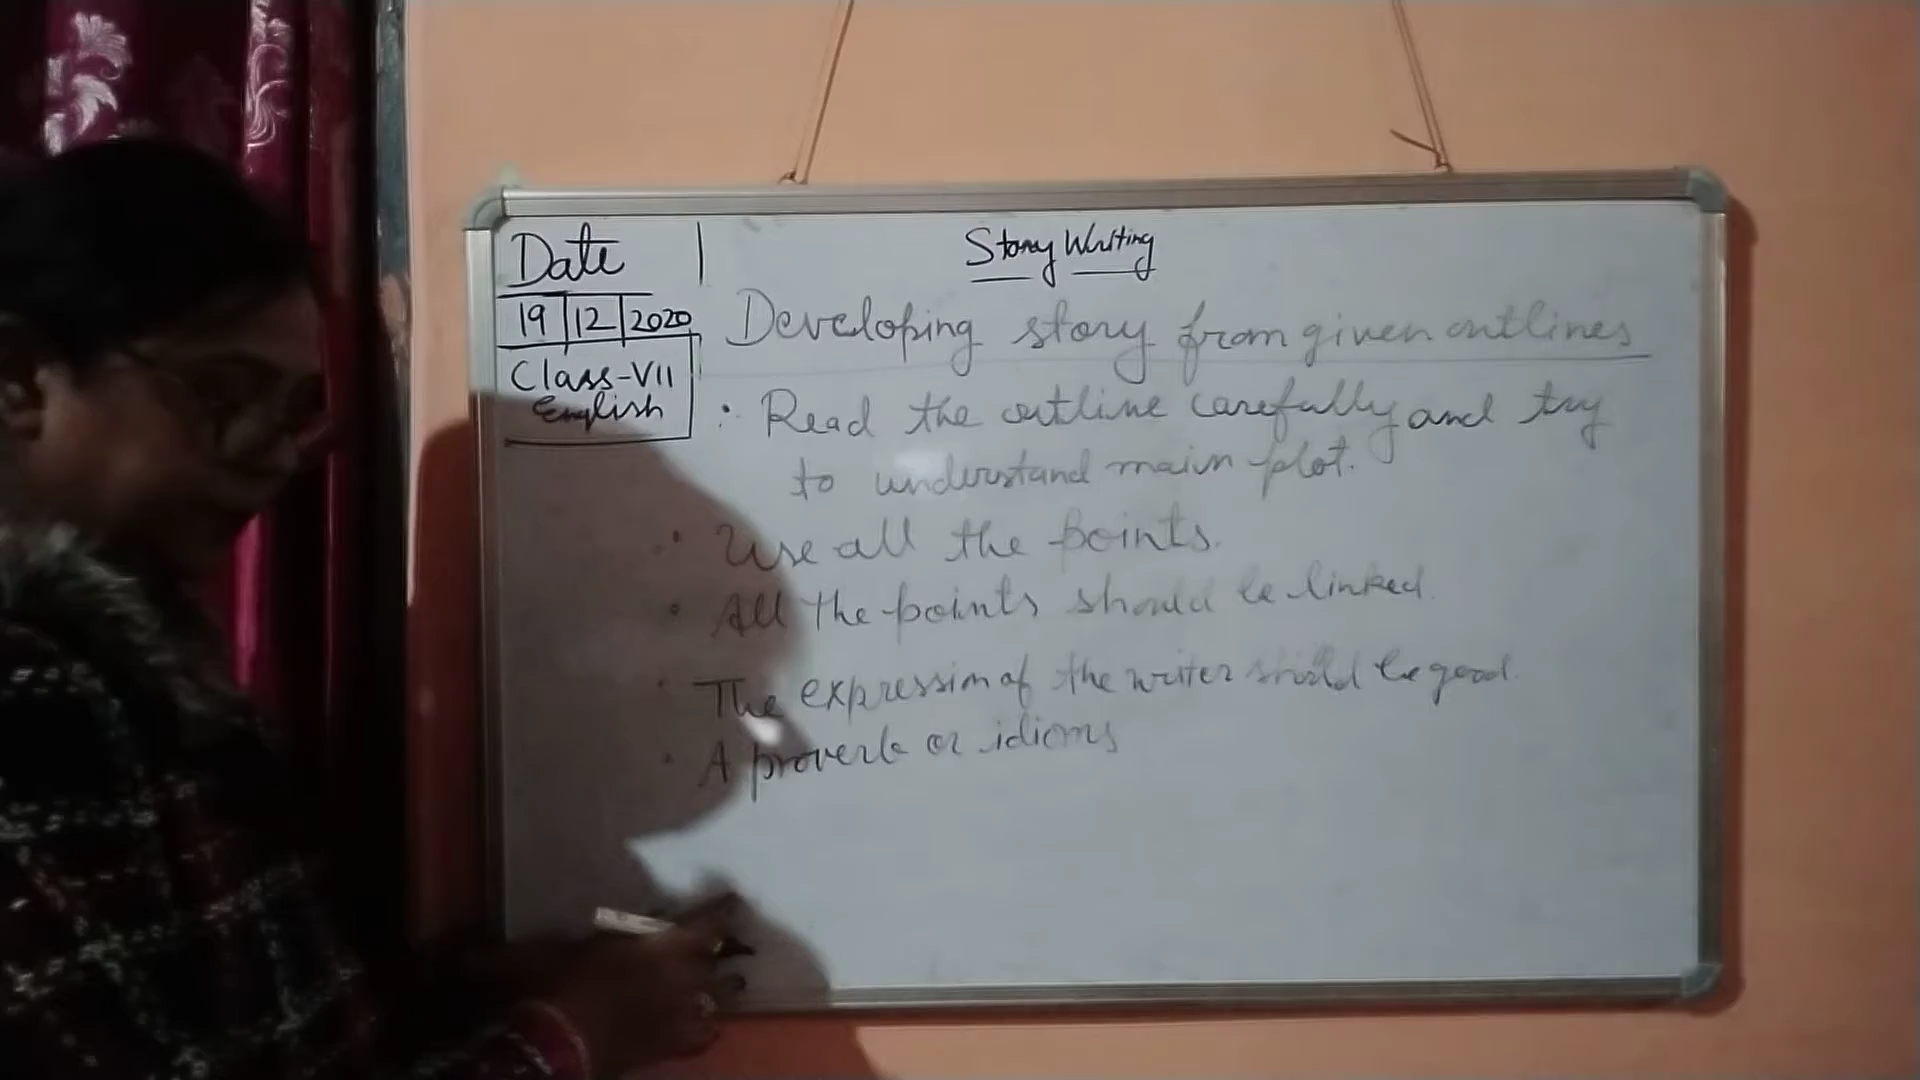 Date
19 12 2020
Class-VII
English
Story Writing
Developing story from given outlines
• Read the outline carefully and try
to understand main plot.
• Use all the points.
• All the points should be linked.
• The expression of the writer should be good.
• A proverb or idioms